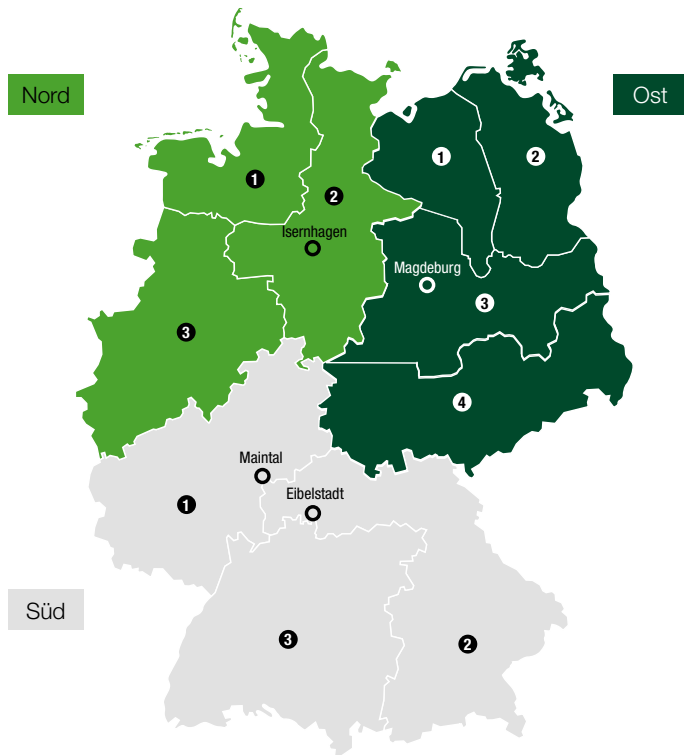 Nord
Ost
1
2
1
2
Isernhagen
Magdeburg
3
3
4
Maintal
Eibelstadt
1
Süd
3
2